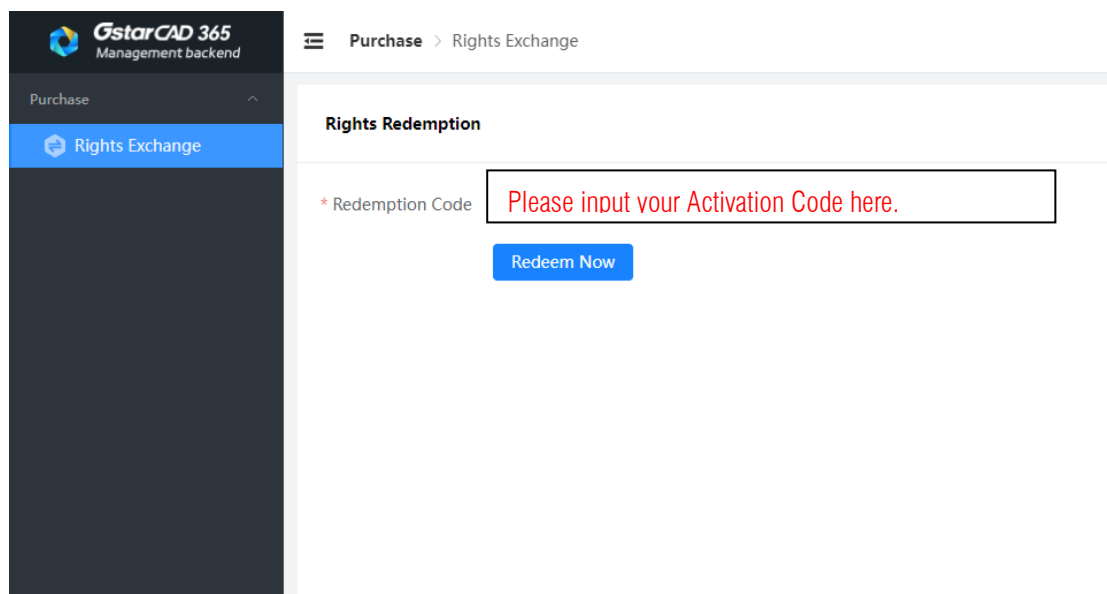 GstarCAD 365
Management backend
Purchase > Rights Exchange
Purchase
Rights Exchange
Rights Redemption
* Redemption Code
Please input your Activation Code here.
Redeem Now